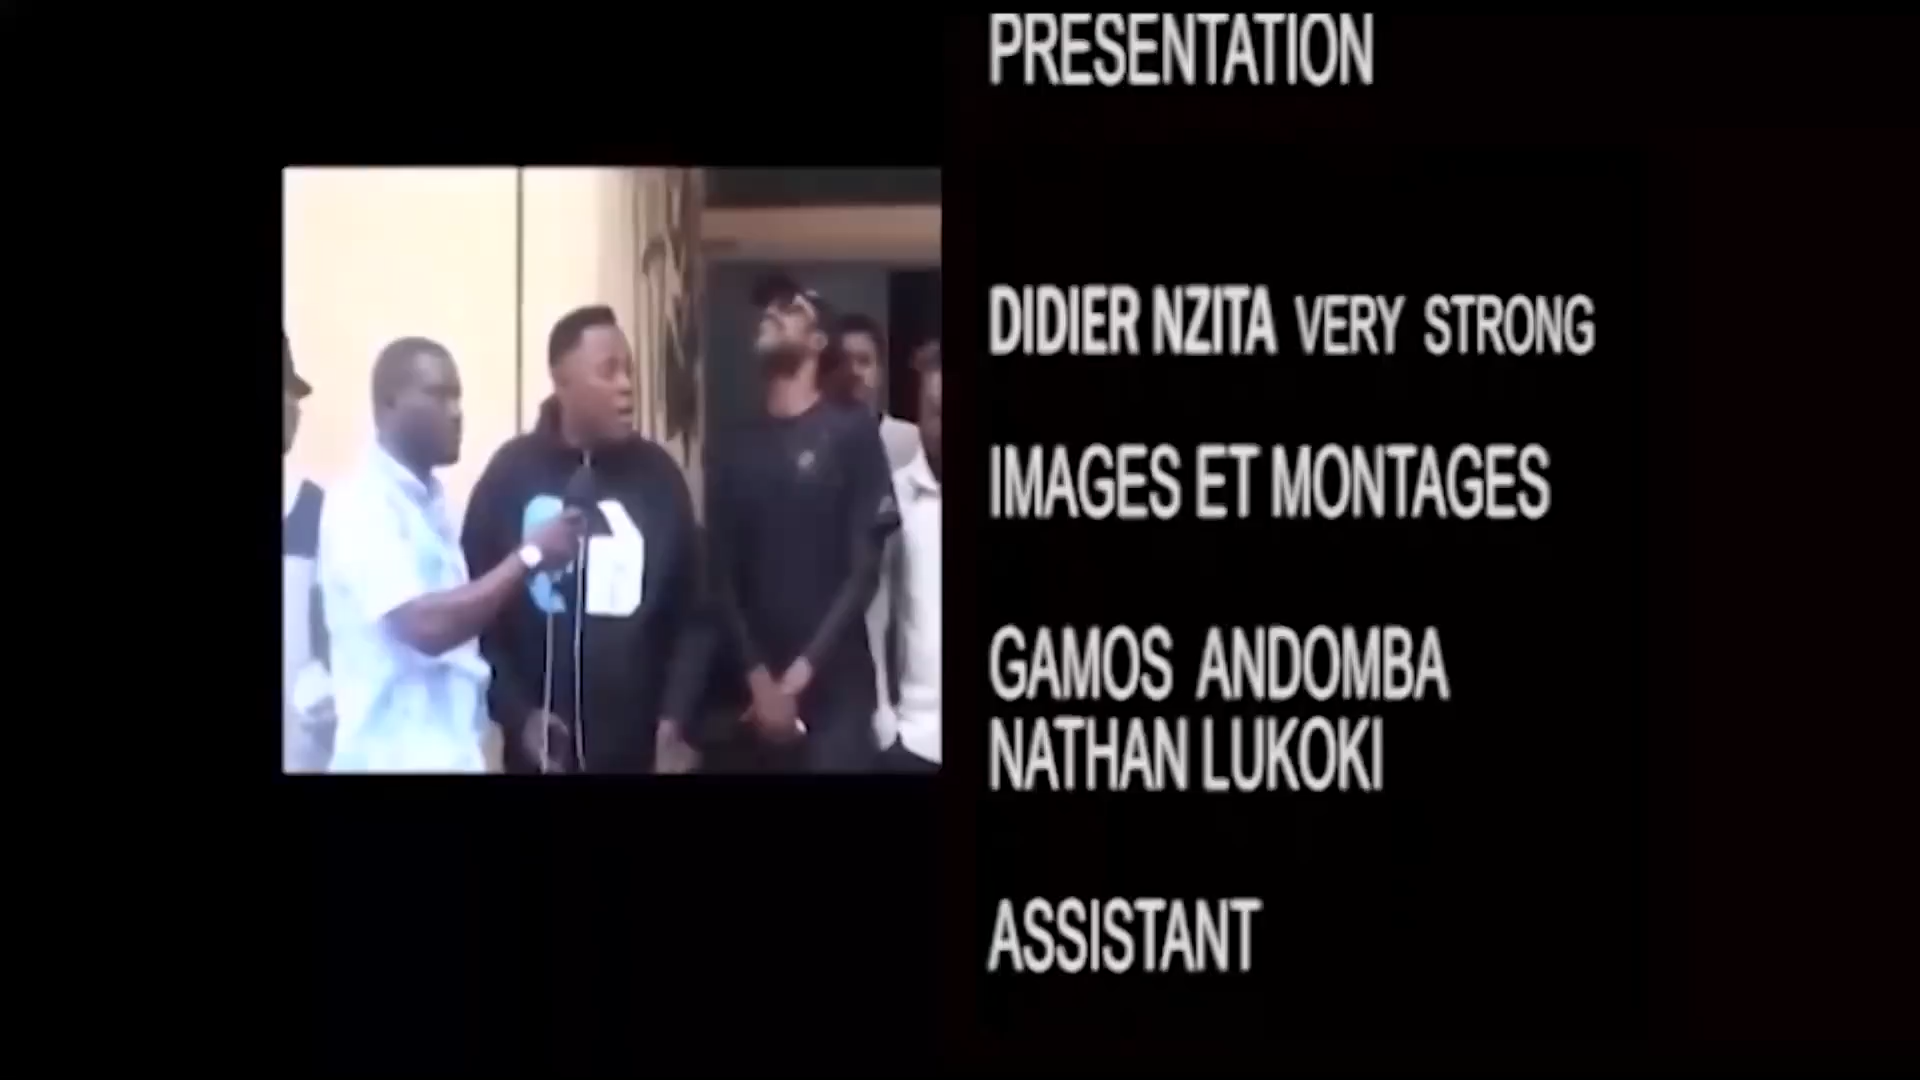 PRESENTATION
DIDIER NZITA VERY STRONG
IMAGES ET MONTAGES
GAMOS ANDOMBA
NATHAN LUKOKI
ASSISTANT